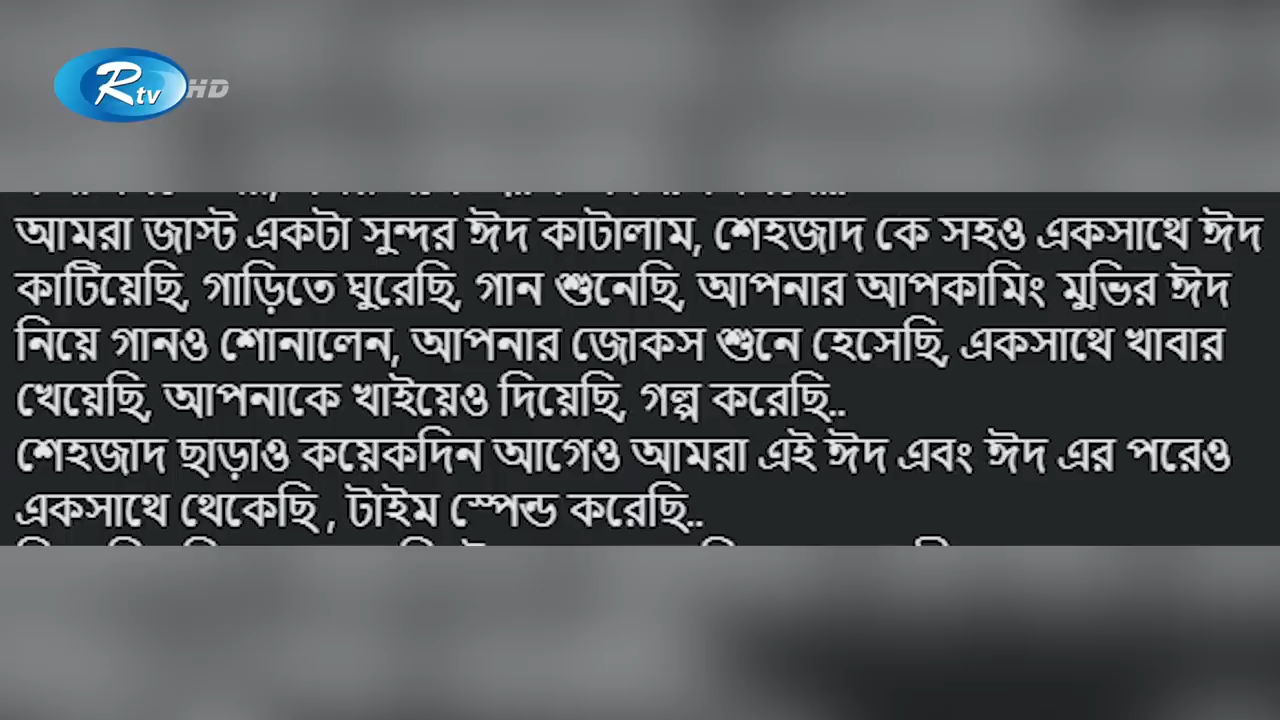 Rtv HD
আমরা জাস্ট একটা সুন্দর ঈদ কাটালাম, শেহজাদ কে সহও একসাথে ঈদ
কাটিয়েছি, গাড়িতে ঘুরেছি, গান শুনেছি, আপনার আপকামিং মুভির ঈদ
নিয়ে গানও শোনালেন, আপনার জোকস শুনে হেসেছি, একসাথে খাবার
খেয়েছি, আপনাকে খাইয়েও দিয়েছি, গল্প করেছি..
শেহজাদ ছাড়াও কয়েকদিন আগেও আমরা এই ঈদ এবং ঈদ এর পরেও
একসাথে থেকেছি , টাইম স্পেন্ড করেছি..